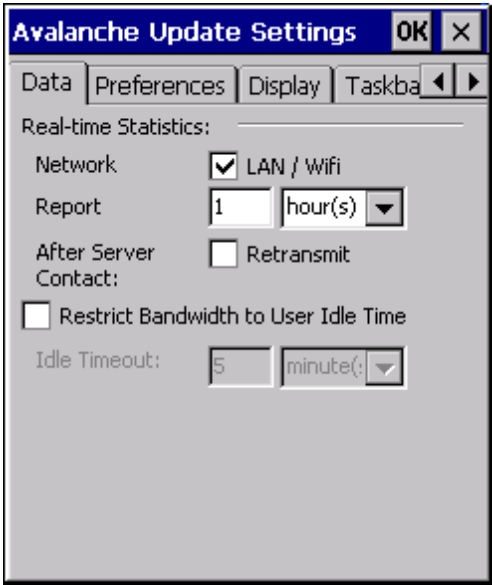 Avalanche Update Settings OK
Data Preferences Display Taskba
Real-time Statistics:
Network LAN / Wifi
Report 1 hour(s)
After Server Contact: Retransmit
Restrict Bandwidth to User Idle Time
Idle Timeout: 5 minute(: